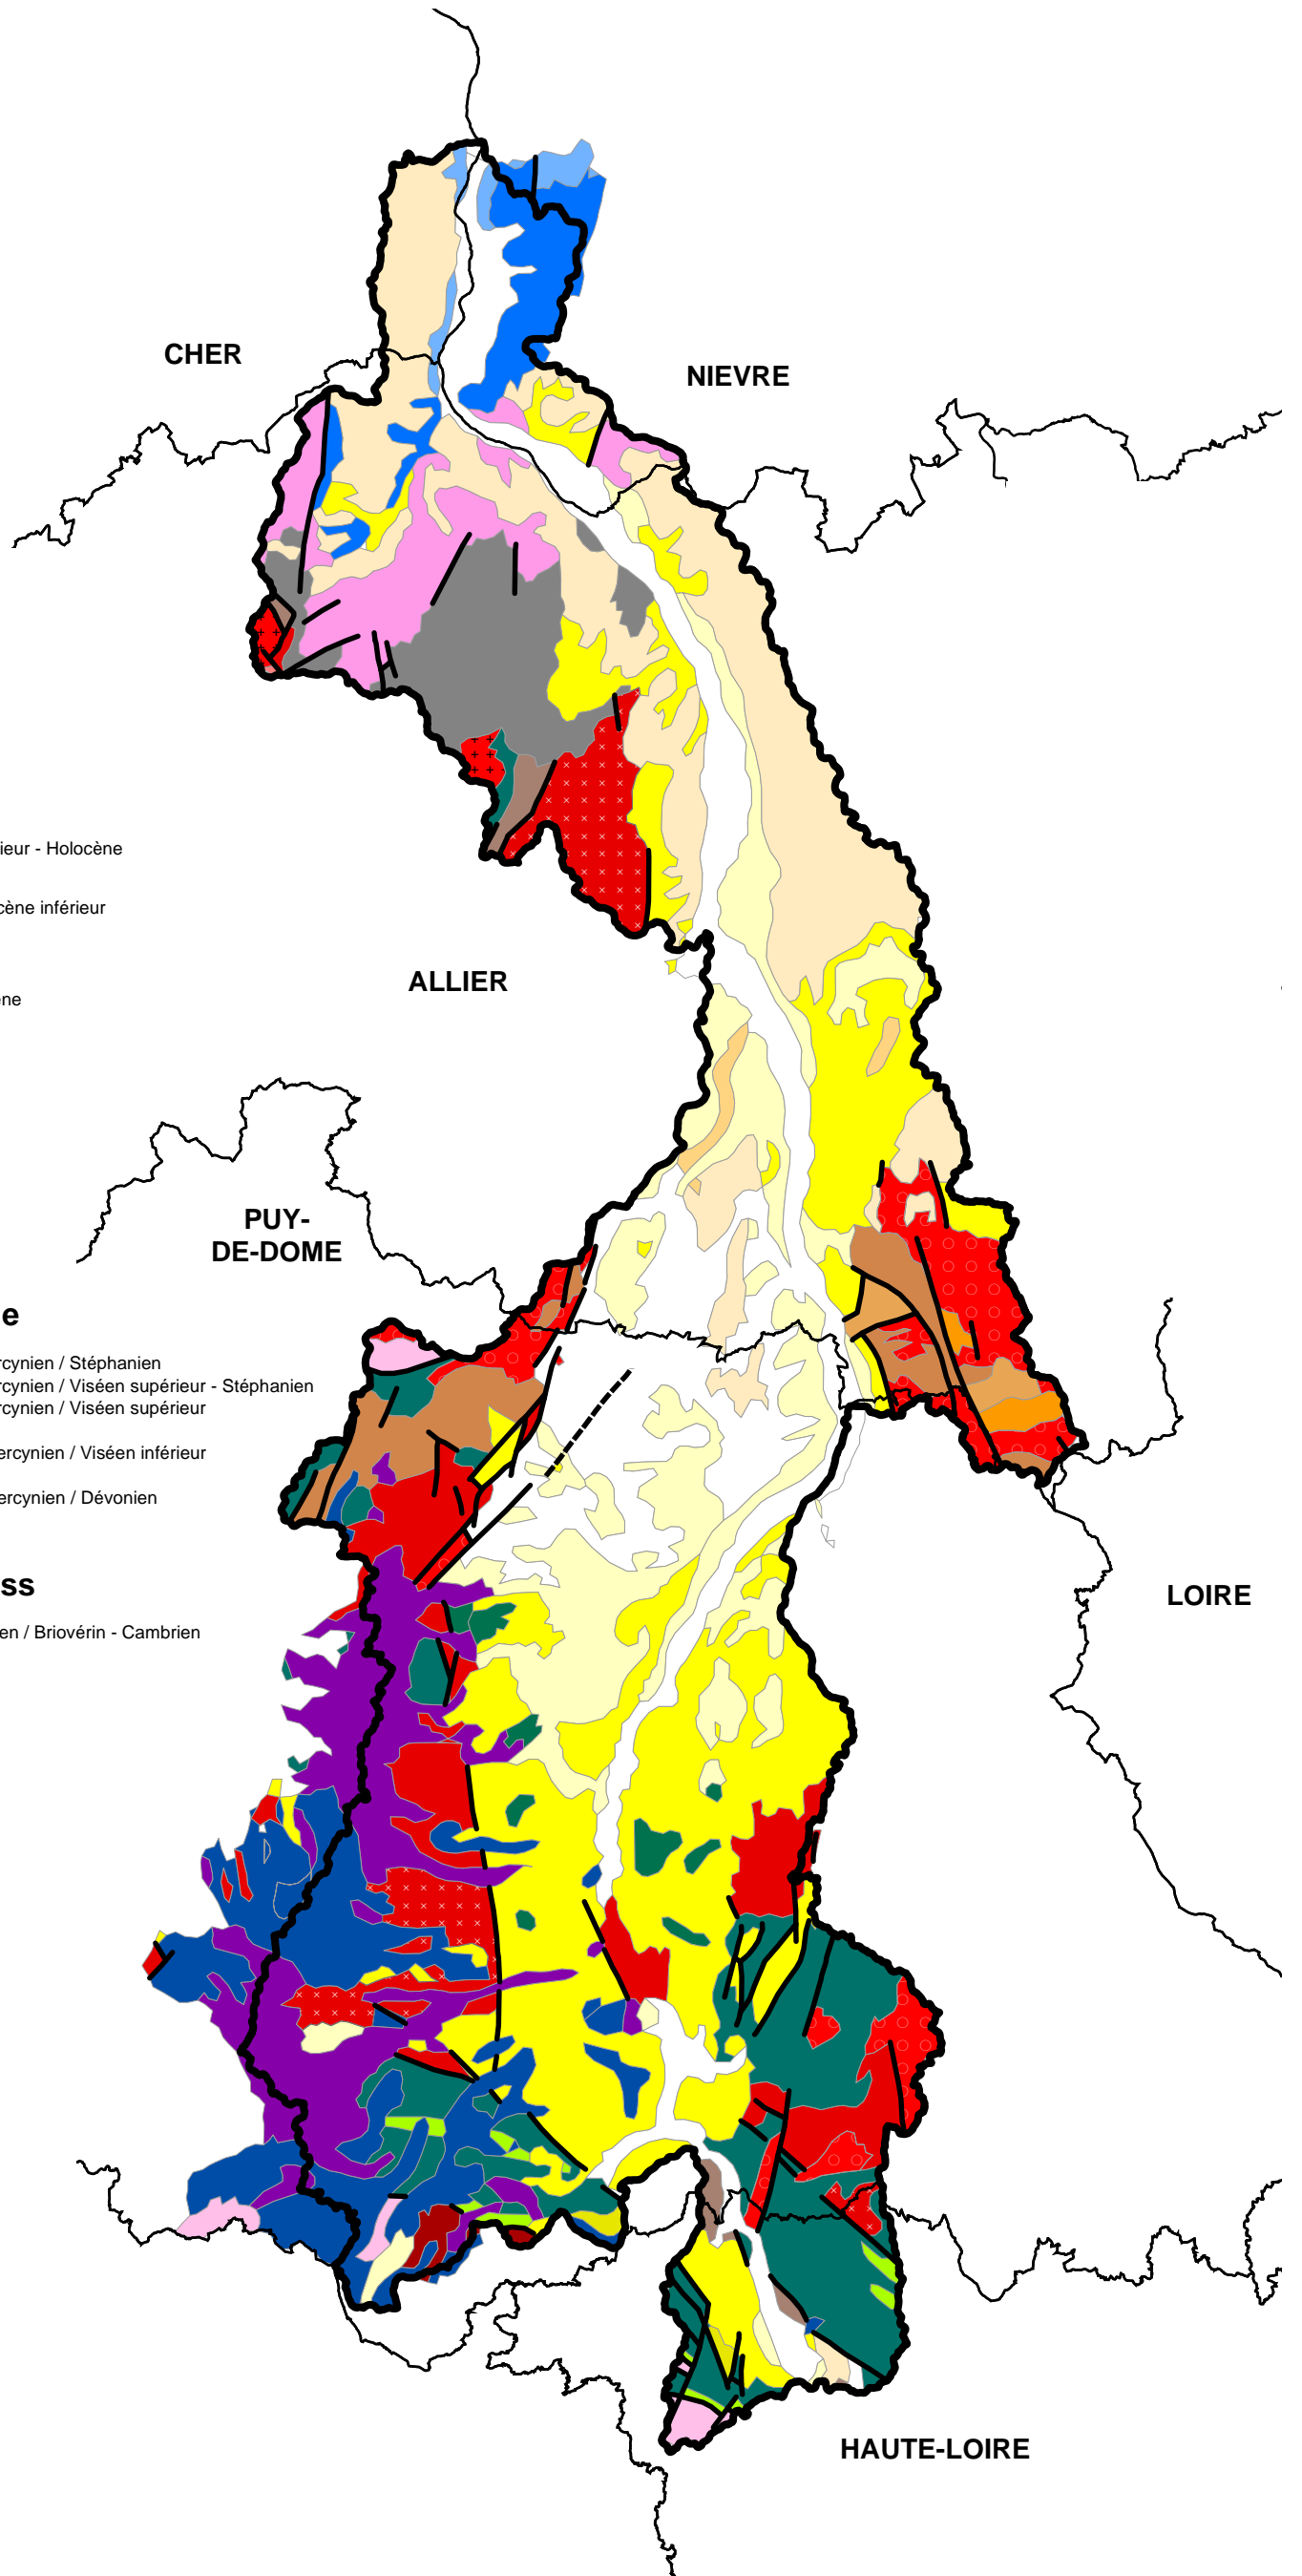 CHER
NIEVRE
ieur - Holocène
cène inférieur
ALLIER
ène
PUY-
DE-DOME
e
rcynien / Stéphanien
rcynien / Viséen supérieur - Stéphanien
rcynien / Viséen supérieur
ercynien / Viséen inférieur
ercynien / Dévonien
ss
LOIRE
en / Briovérin - Cambrien
HAUTE-LOIRE